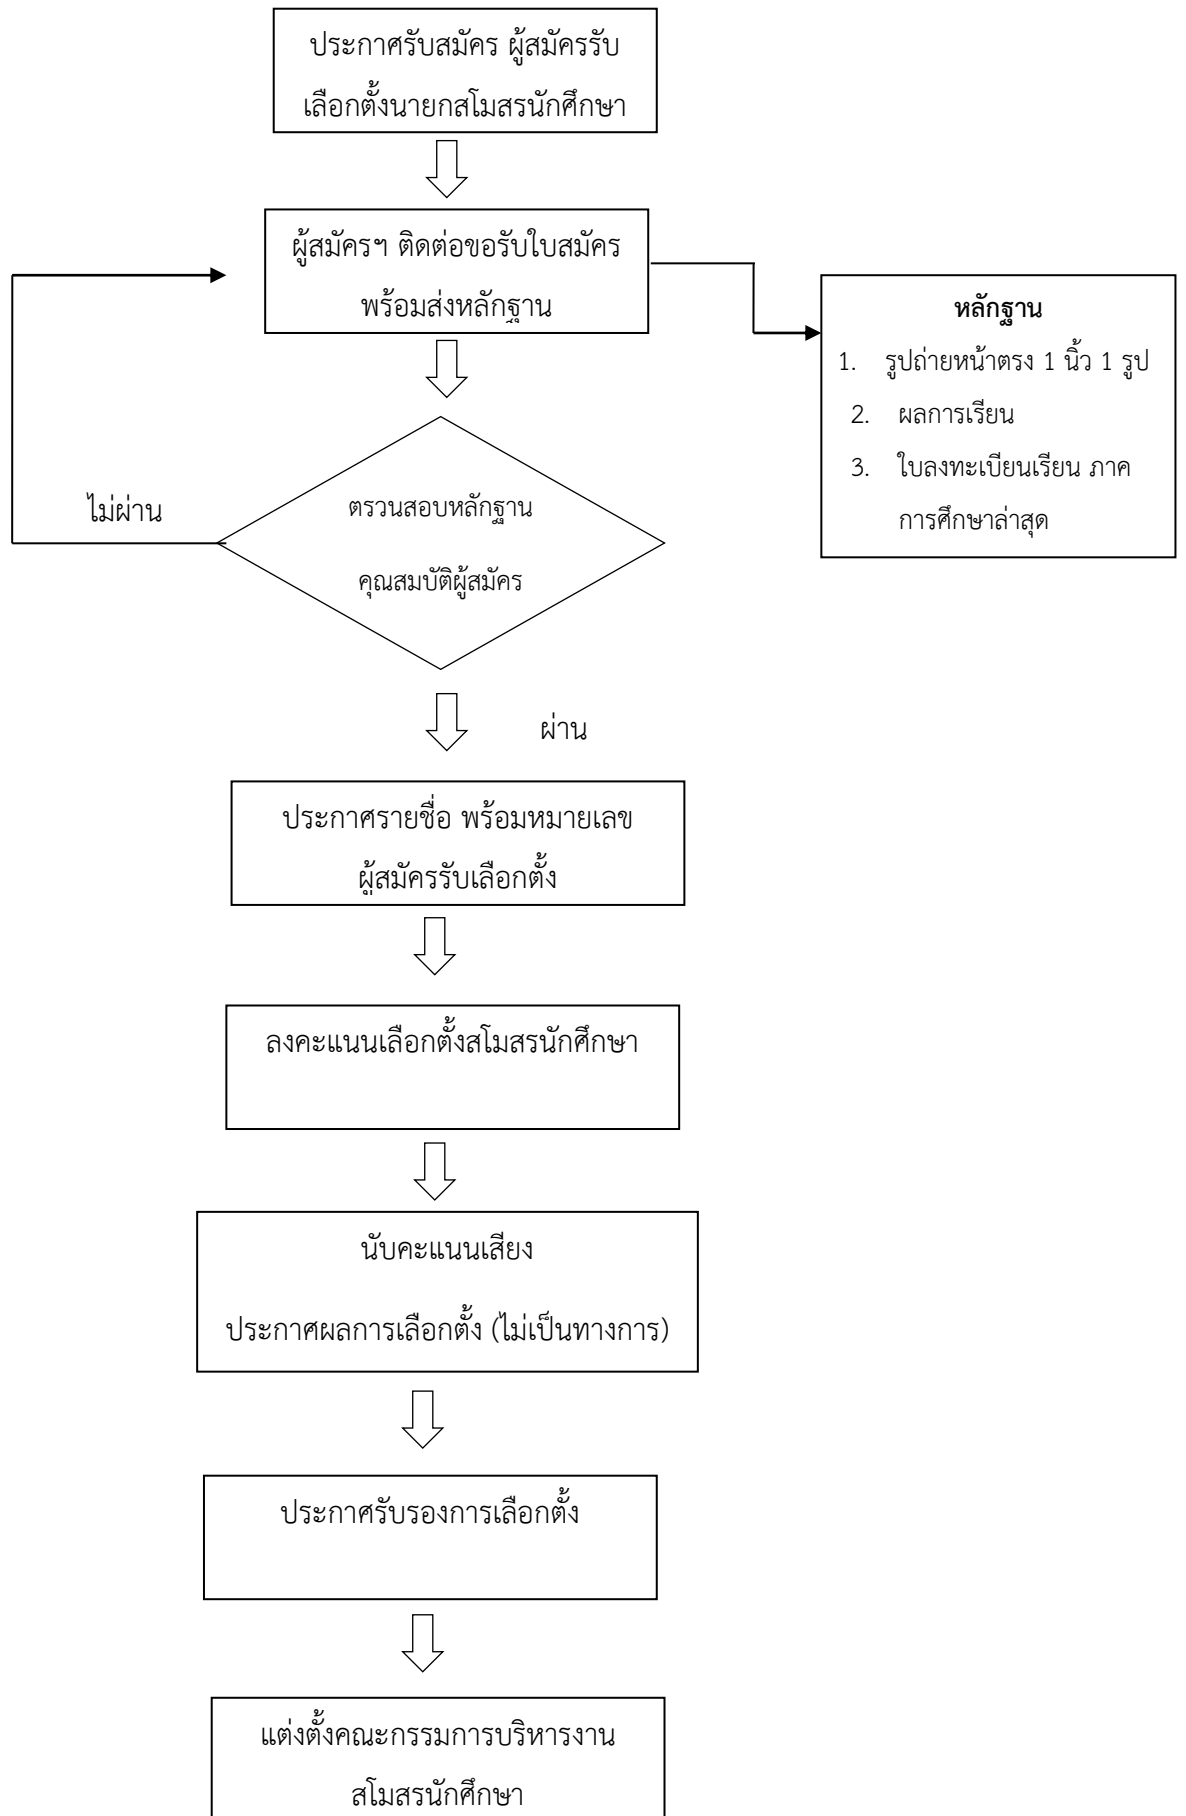 ประกาศรับสมัคร ผู้สมัครรับ
เลือกตั้งนายกสโมสรนักศึกษา
ผู้สมัครฯ ติดต่อขอรับใบสมัคร
พร้อมส่งหลักฐาน
หลักฐาน
1. รูปถ่ายหน้าตรง 1 นิ้ว 1 รูป
2. ผลการเรียน
3. ใบลงทะเบียนเรียน ภาค
การศึกษาล่าสุด
ไม่ผ่าน
ตรวนสอบหลักฐาน
คุณสมบัติผู้สมัคร
ผ่าน
ประกาศรายชื่อ พร้อมหมายเลข
ผู้สมัครรับเลือกตั้ง
ลงคะแนนเลือกตั้งสโมสรนักศึกษา
นับคะแนนเสียง
ประกาศผลการเลือกตั้ง (ไม่เป็นทางการ)
ประกาศรับรองการเลือกตั้ง
แต่งตั้งคณะกรรมการบริหารงาน
สโมสรนักศึกษา